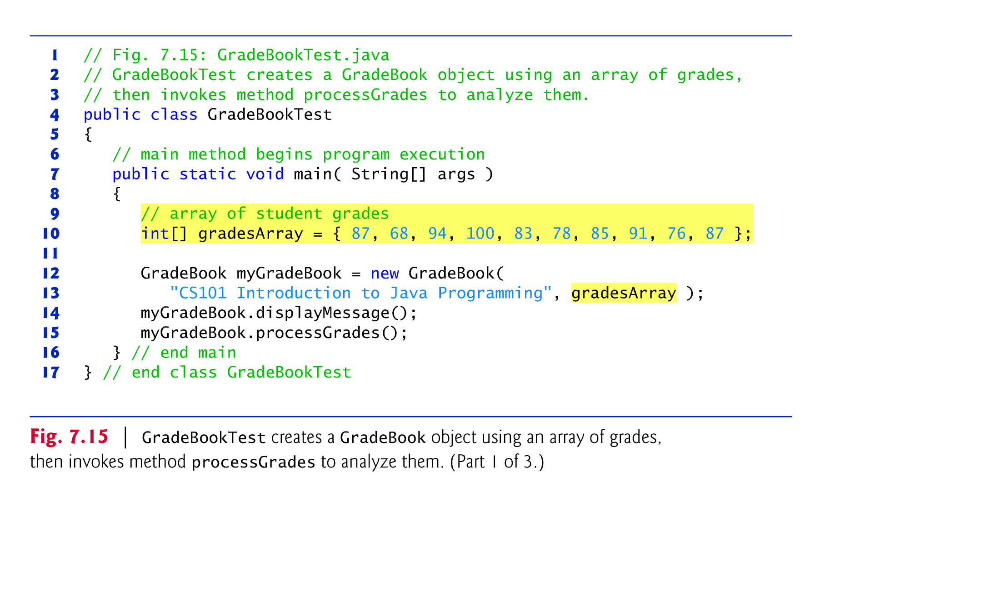 1 // Fig. 7.15: GradeBookTest.java
2 // GradeBookTest creates a GradeBook object using an array of grades,
3 // then invokes method processGrades to analyze them.
4 public class GradeBookTest
5 {
6 // main method begins program execution
7 public static void main( String[] args )
8 {
9 // array of student grades
10 int[] gradesArray = { 87, 68, 94, 100, 83, 78, 85, 91, 76, 87 };
11
12 GradeBook myGradeBook = new GradeBook(
13 "CS101 Introduction to Java Programming", gradesArray );
14 myGradeBook.displayMessage();
15 myGradeBook.processGrades();
16 } // end main
17 } // end class GradeBookTest
Fig. 7.15 | GradeBookTest creates a GradeBook object using an array of grades,
then invokes method processGrades to analyze them. (Part 1 of 3.)